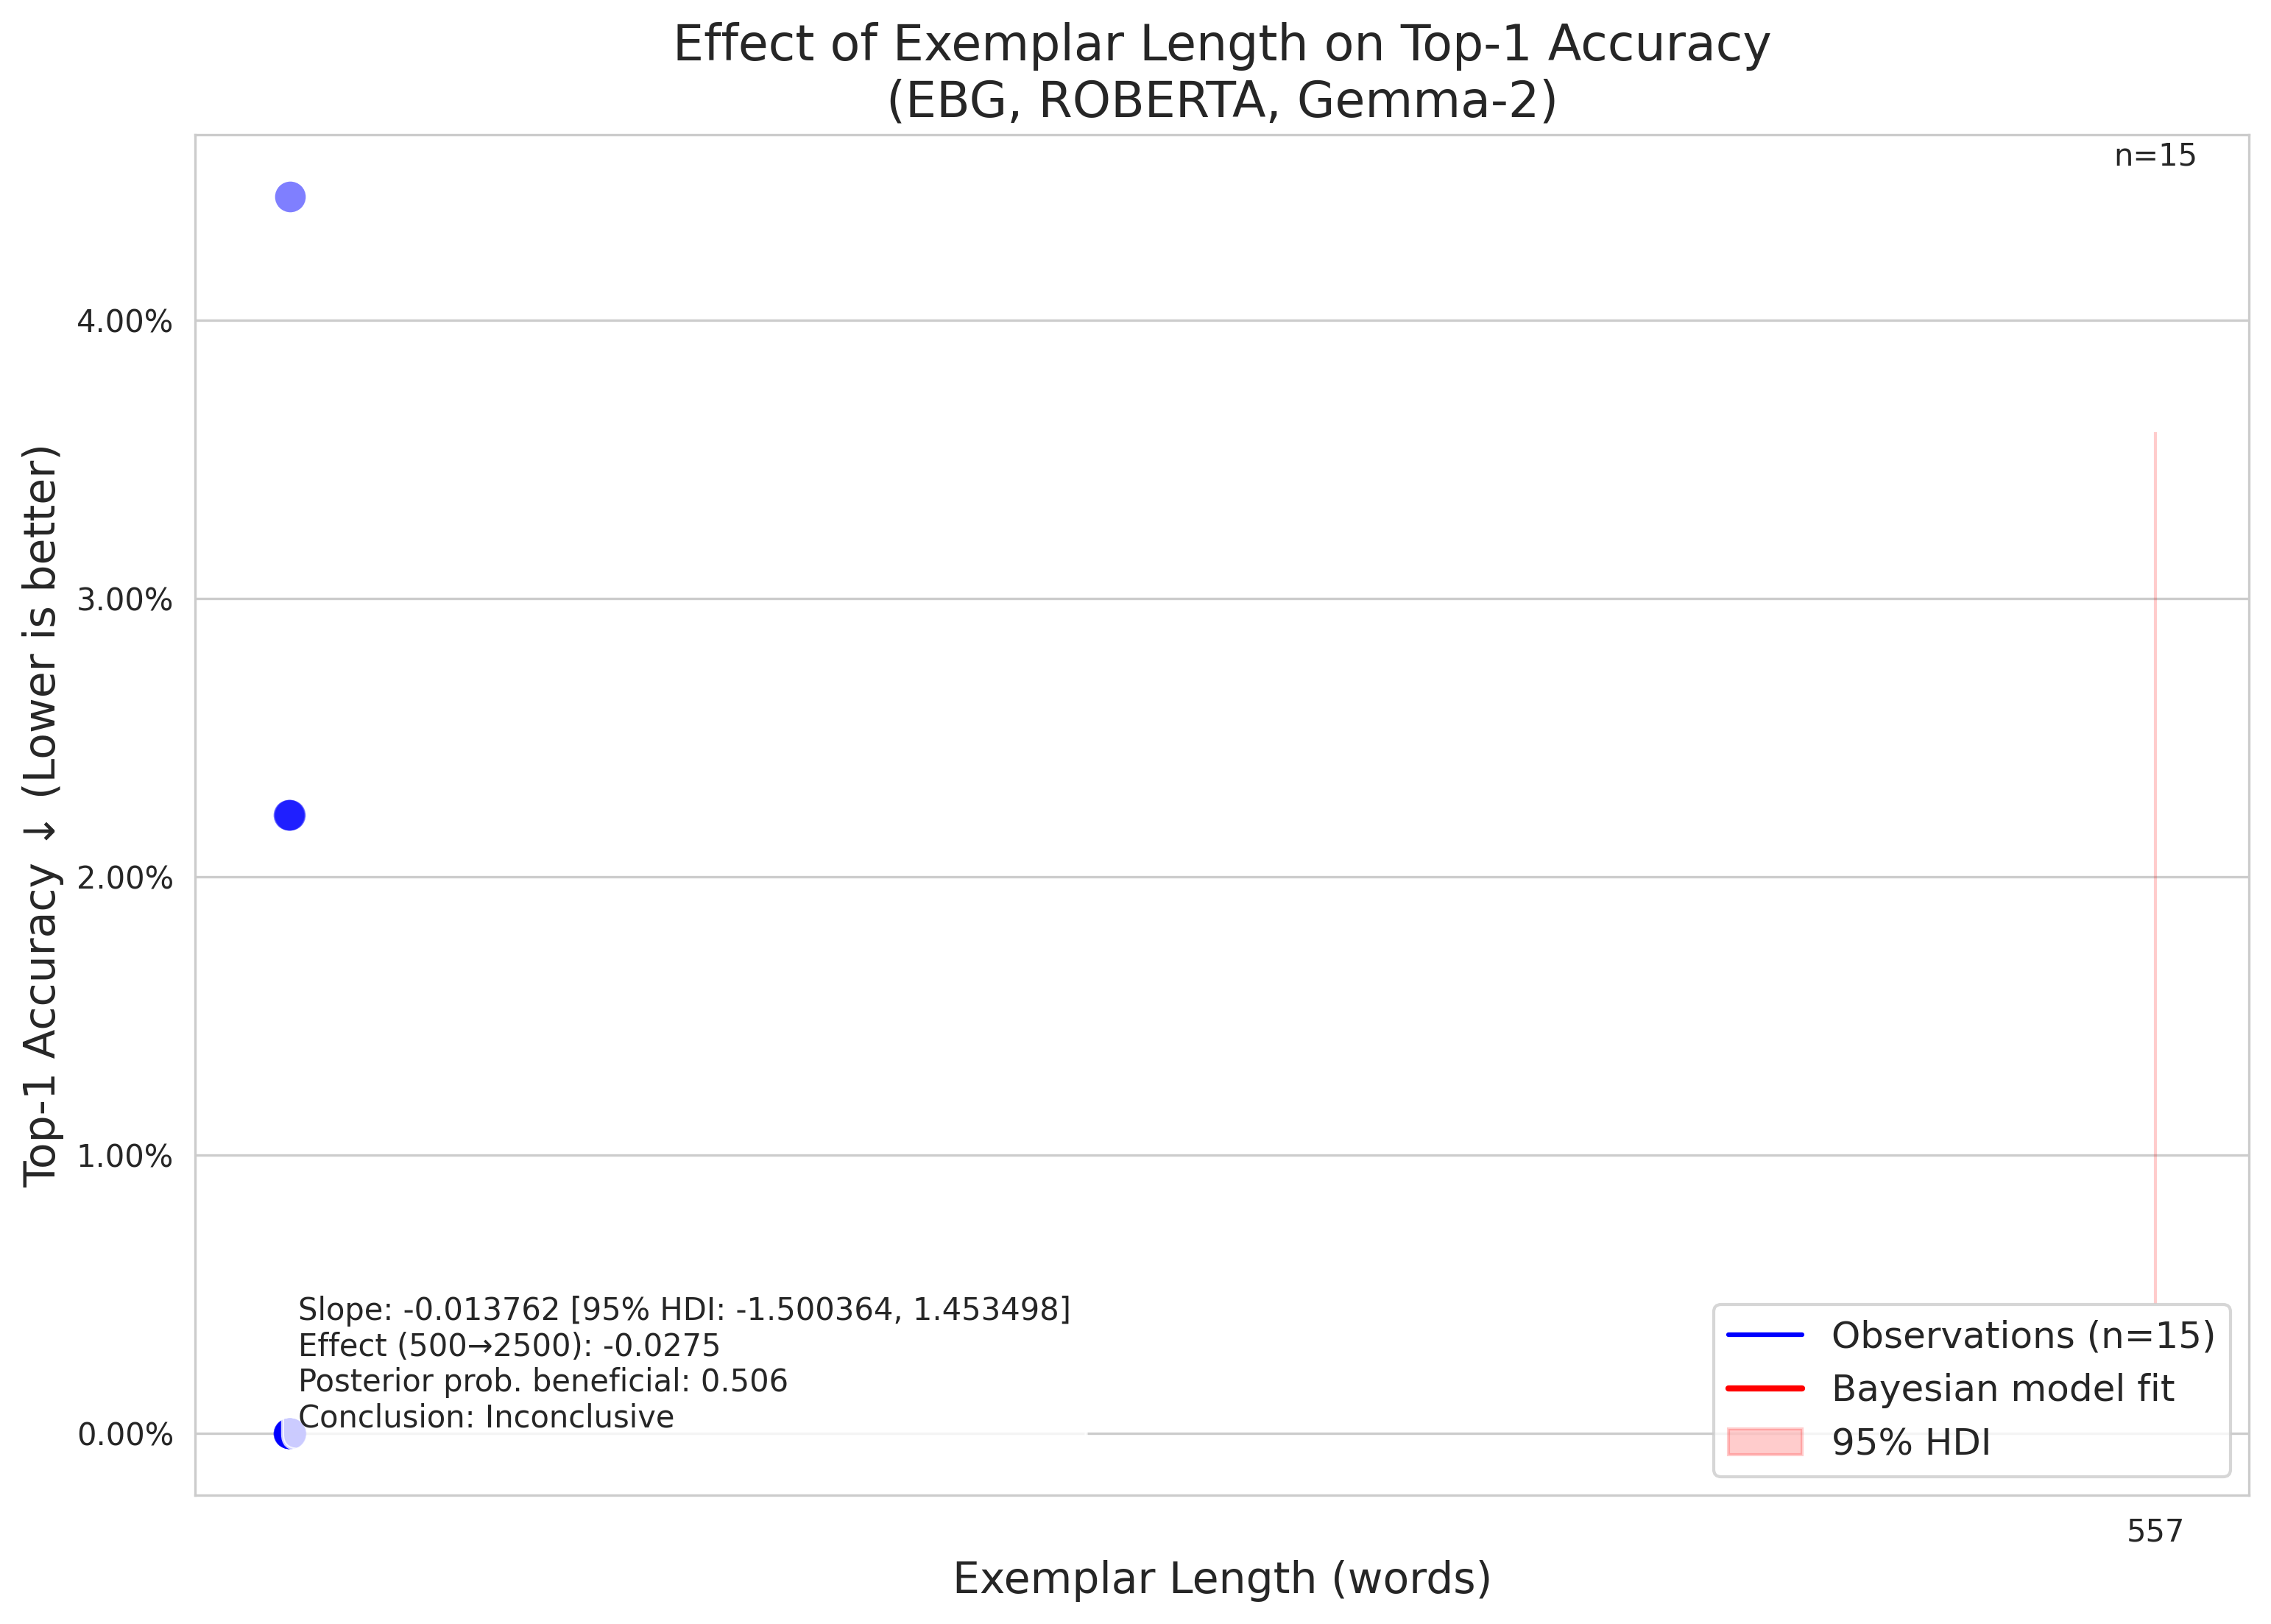 Effect of Exemplar Length on Top-1 Accuracy
(EBG, ROBERTA, Gemma-2)
n=15
Top-1 Accuracy ↓ (Lower is better)
4.00%
3.00%
2.00%
1.00%
0.00%
Slope: -0.013762 [95% HDI: -1.500364, 1.453498]
Effect (500→2500): -0.0275
Posterior prob. beneficial: 0.506
Conclusion: Inconclusive
Observations (n=15)
Bayesian model fit
95% HDI
557
Exemplar Length (words)